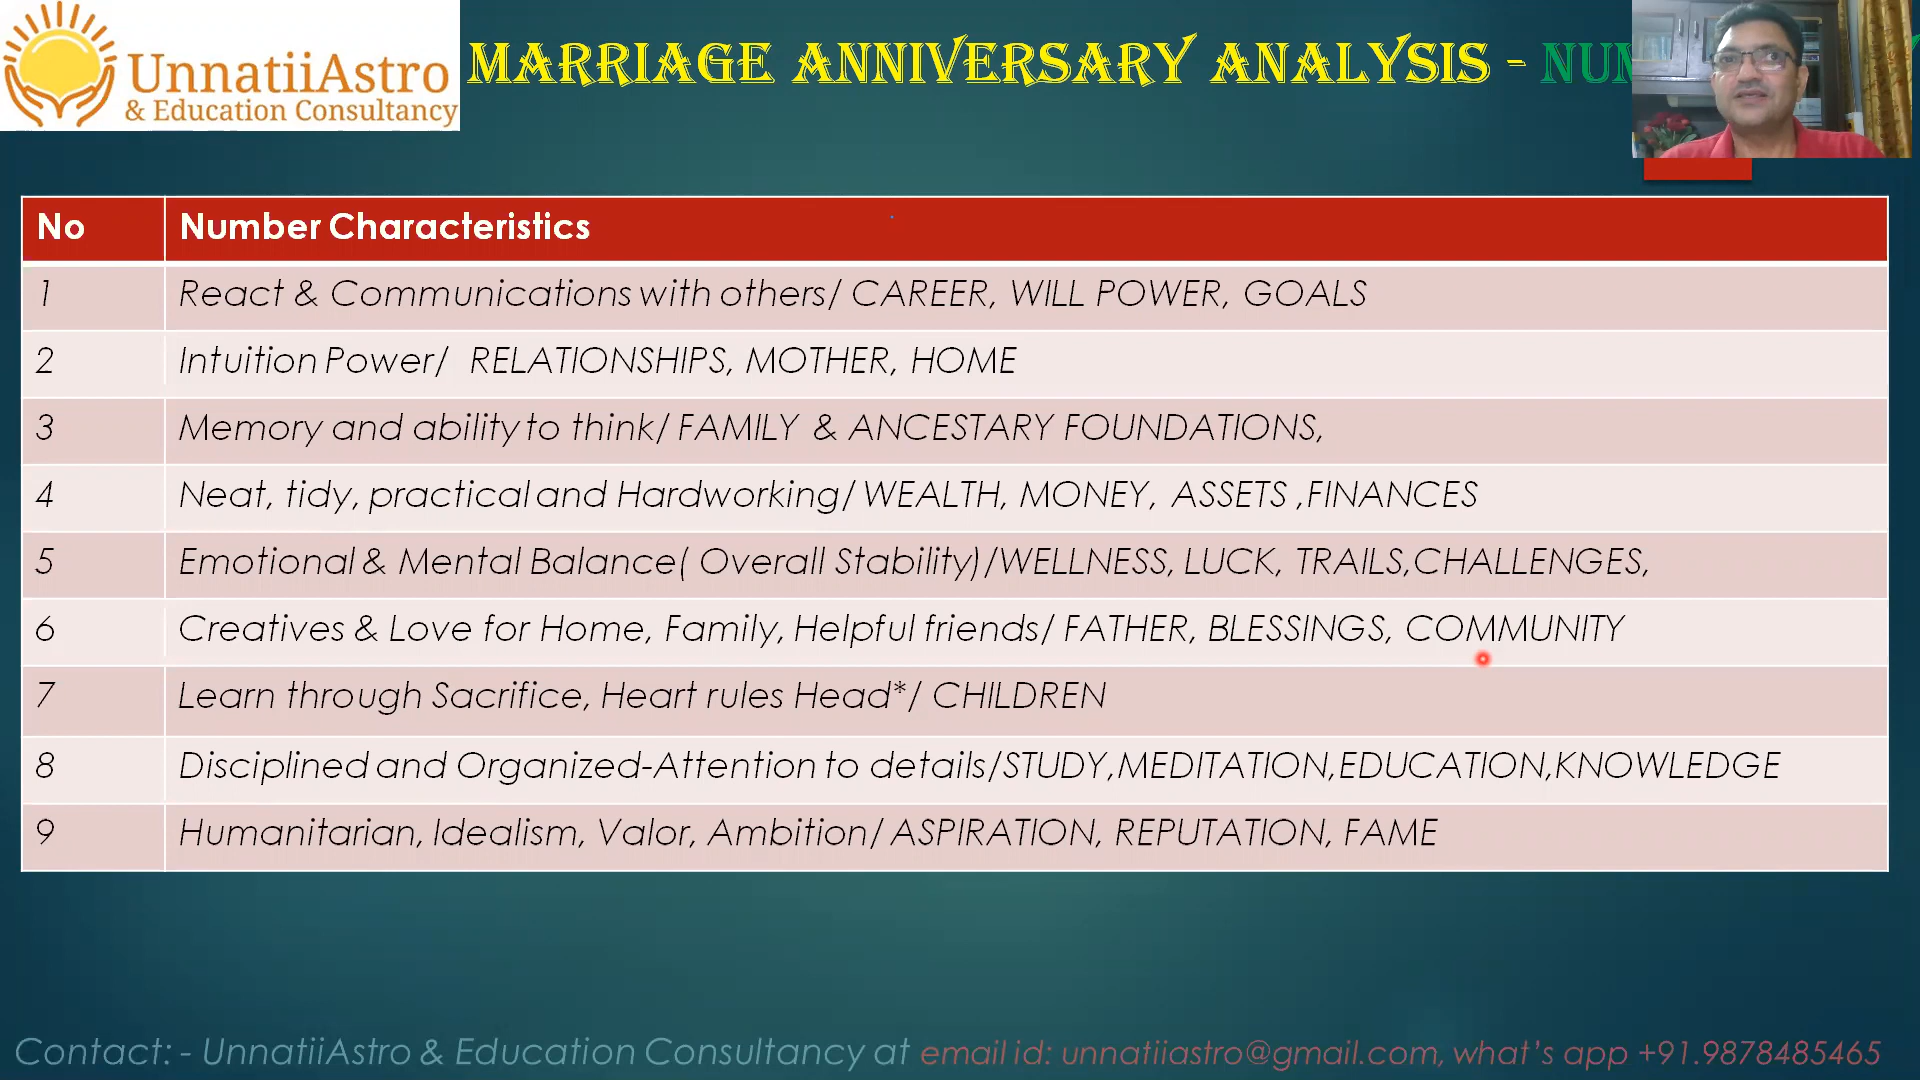 UnnatiiAstro
& Education Consultancy
MARRIAGE ANNIVERSARY ANALYSIS -
No Number Characteristics
1 React & Communications with others/ CAREER, WILL POWER, GOALS
2 Intuition Power/ RELATIONSHIPS, MOTHER, HOME
3 Memory and ability to think/ FAMILY & ANCESTARY FOUNDATIONS,
4 Neat, tidy, practical and Hardworking/ WEALTH, MONEY, ASSETS ,FINANCES
5 Emotional & Mental Balance( Overall Stability)/WELLNESS, LUCK, TRAILS,CHALLENGES,
6 Creatives & Love for Home, Family, Helpful friends/ FATHER, BLESSINGS, COMMUNITY
7 Learn through Sacrifice, Heart rules Head*/ CHILDREN
8 Disciplined and Organized-Attention to details/STUDY,MEDITATION,EDUCATION,KNOWLEDGE
9 Humanitarian, Idealism, Valor, Ambition/ ASPIRATION, REPUTATION, FAME
Contact: - UnnatiiAstro & Education Consultancy at email id: unnatiiastro@gmail.com, what's app +91.9878485465